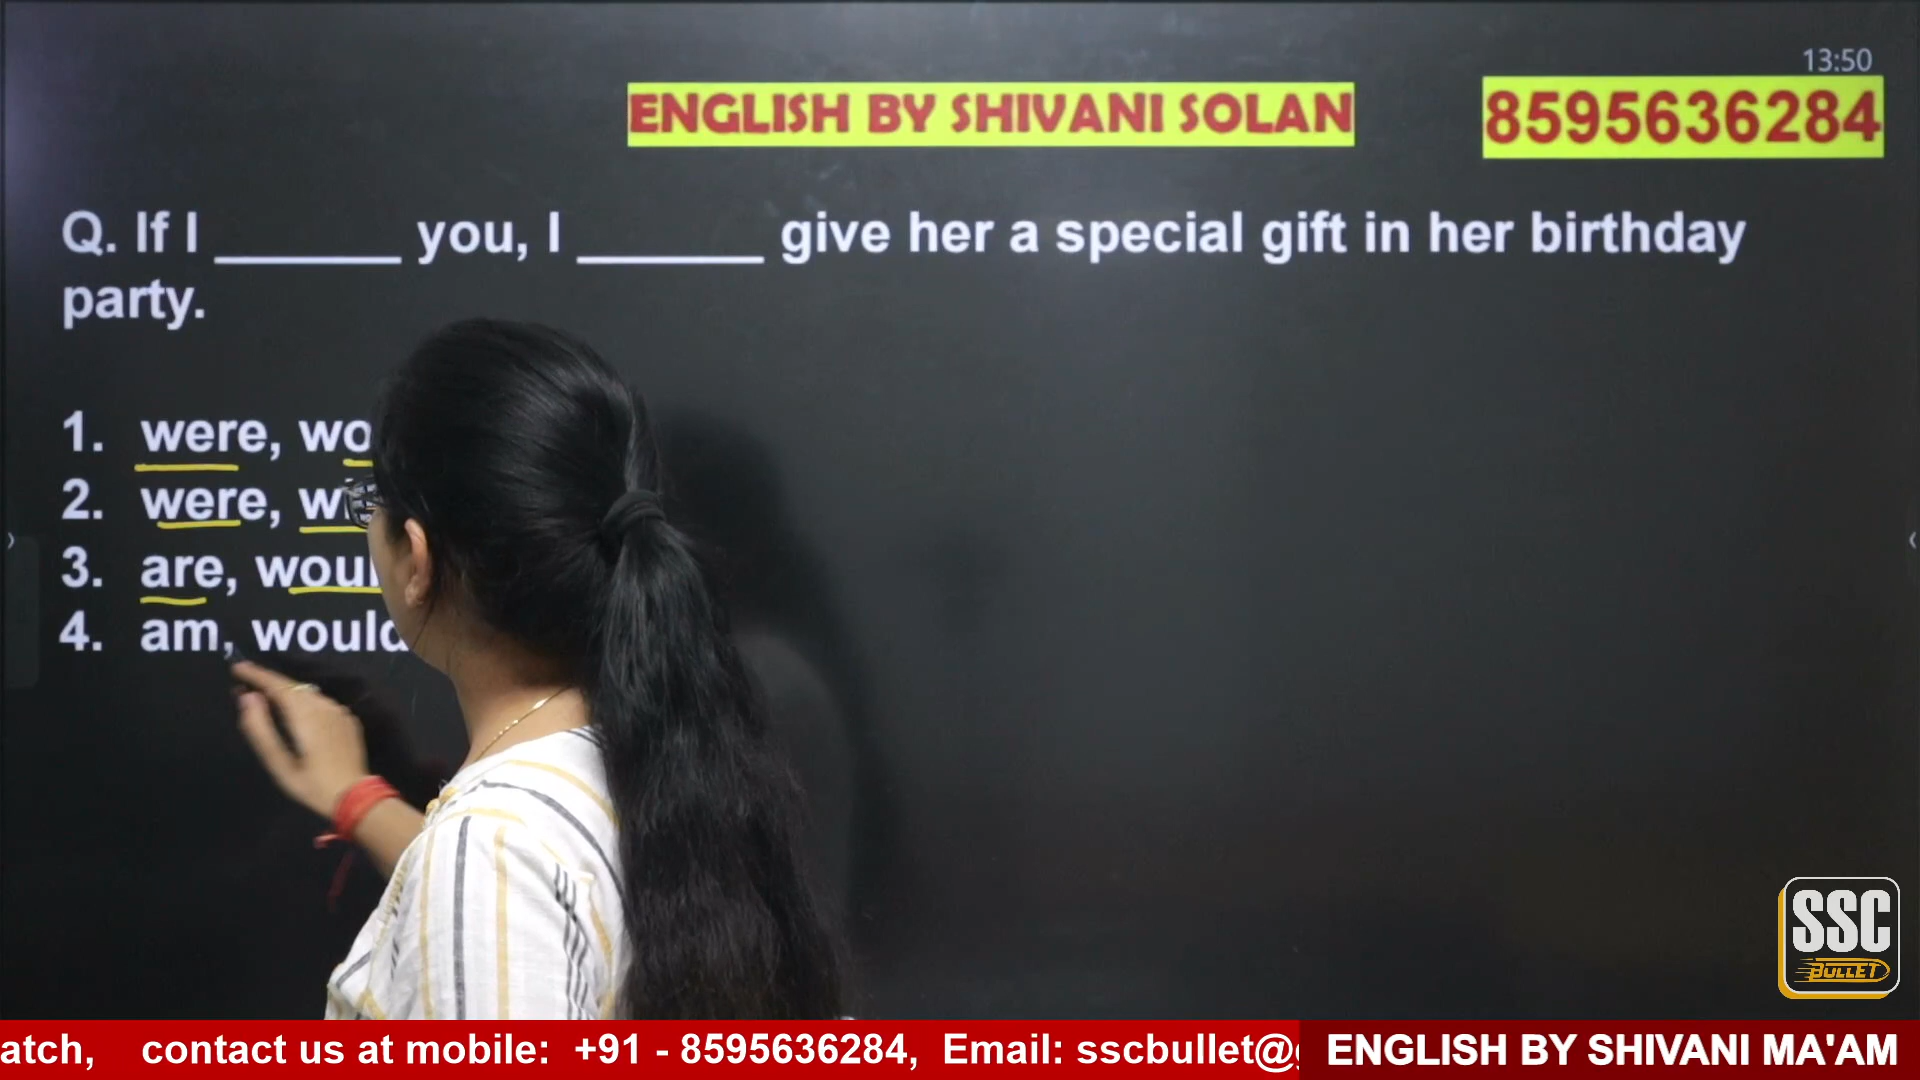 13:50
ENGLISH BY SHIVANI SOLAN
8595636284
Q. If I ______ you, I ______ give her a special gift in her birthday
party.
1. were,
2. were,
3. are,
4. am, would
SSC
BULLET
atch, contact us at mobile: +91 - 8595636284, Email: sscbullet@
ENGLISH BY SHIVANI MA'AM